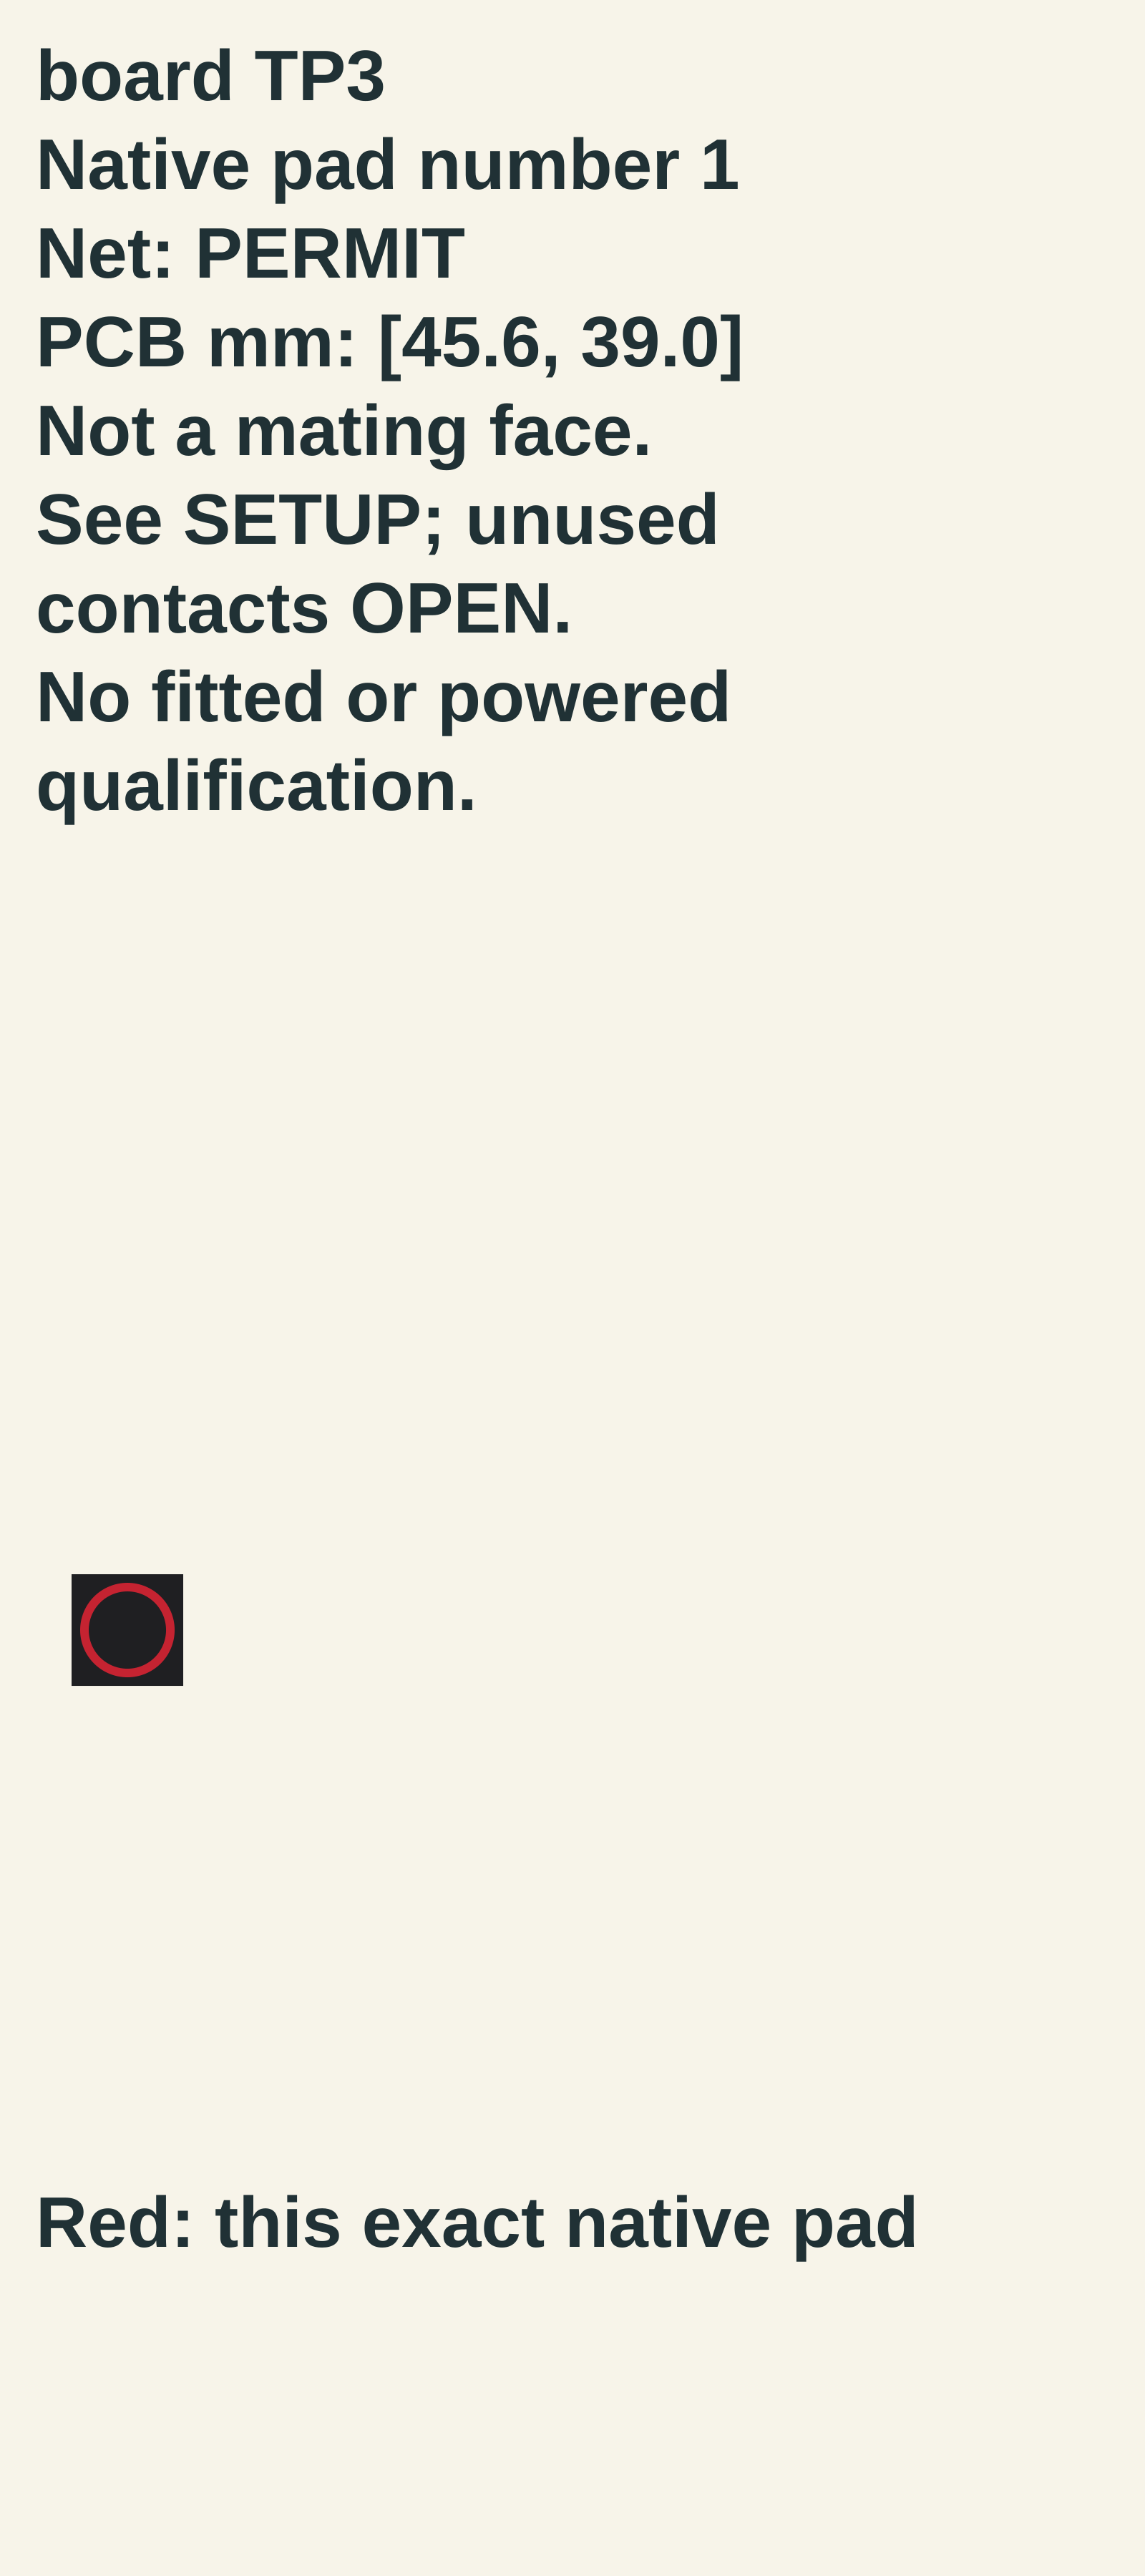 board TP3
Native pad number 1
Net: PERMIT
PCB mm: [45.6, 39.0]
Not a mating face.
See SETUP; unused
contacts OPEN.
No fitted or powered
qualification.
Red: this exact native pad